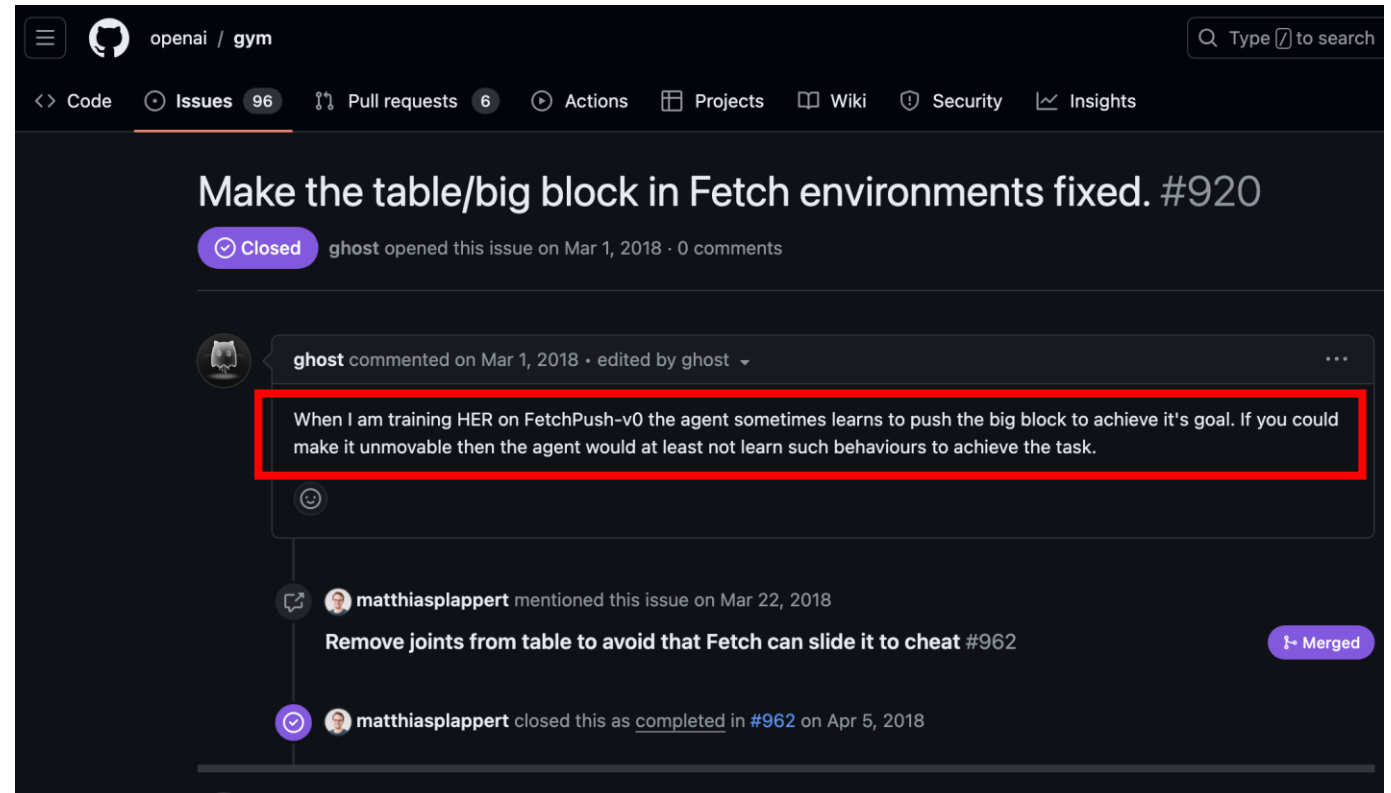 openai / gym
Type / to search
<> Code
Issues 96
Pull requests 6
Actions
Projects
Wiki
Security
Insights
Make the table/big block in Fetch environments fixed. #920
Closed
ghost opened this issue on Mar 1, 2018 · 0 comments
ghost commented on Mar 1, 2018 • edited by ghost
When I am training HER on FetchPush-v0 the agent sometimes learns to push the big block to achieve it's goal. If you could
make it unmovable then the agent would at least not learn such behaviours to achieve the task.
matthiasplappert mentioned this issue on Mar 22, 2018
Remove joints from table to avoid that Fetch can slide it to cheat #962
Merged
matthiasplappert closed this as completed in #962 on Apr 5, 2018